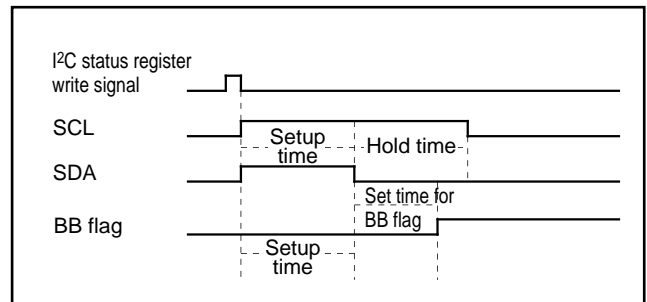 I²C status register
write signal
SCL
Setup
time
Hold time
SDA
Set time for
BB flag
BB flag
Setup
time